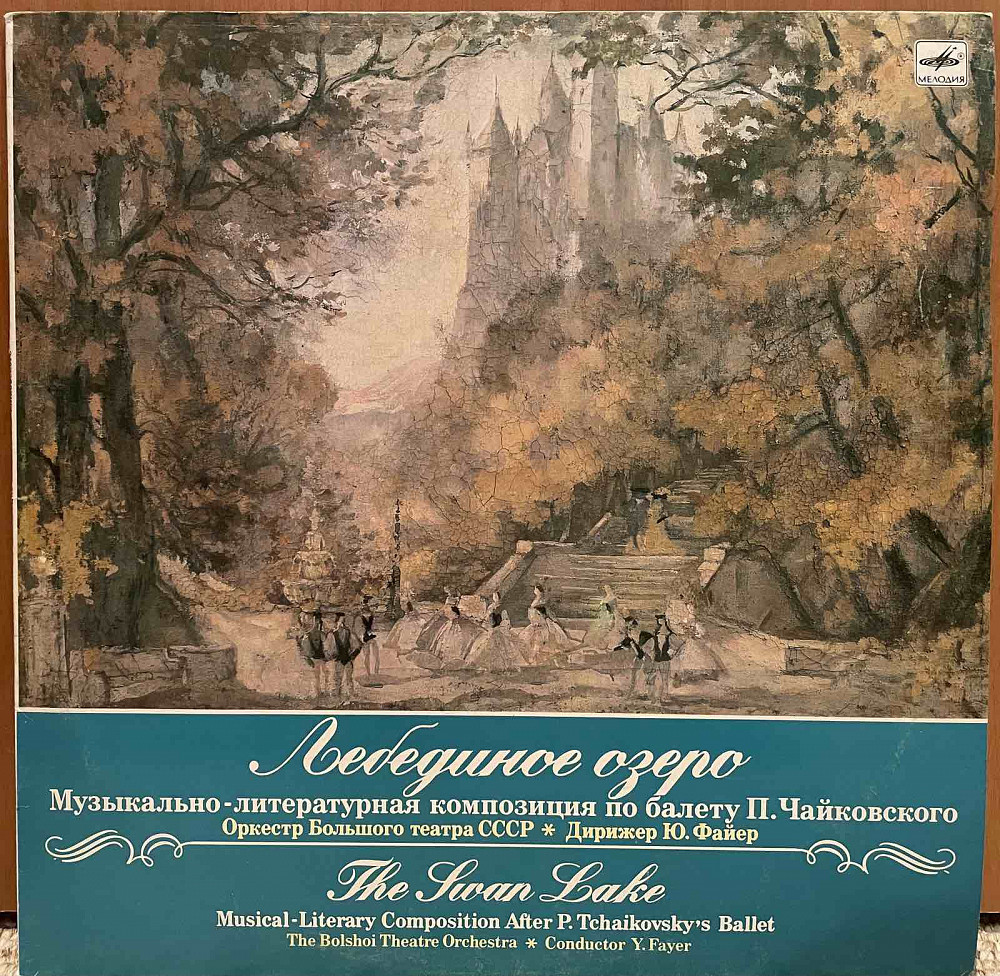 МЕЛОДИЯ
Лебединое озеро
Музыкально-литературная композиция по балету П.Чайковского
Оркестр Большого театра СССР * Дирижер Ю. Файер
The Swan Lake
Musical-Literary Composition After P. Tchaikovsky's Ballet
The Bolshoi Theatre Orchestra * Conductor Y. Fayer